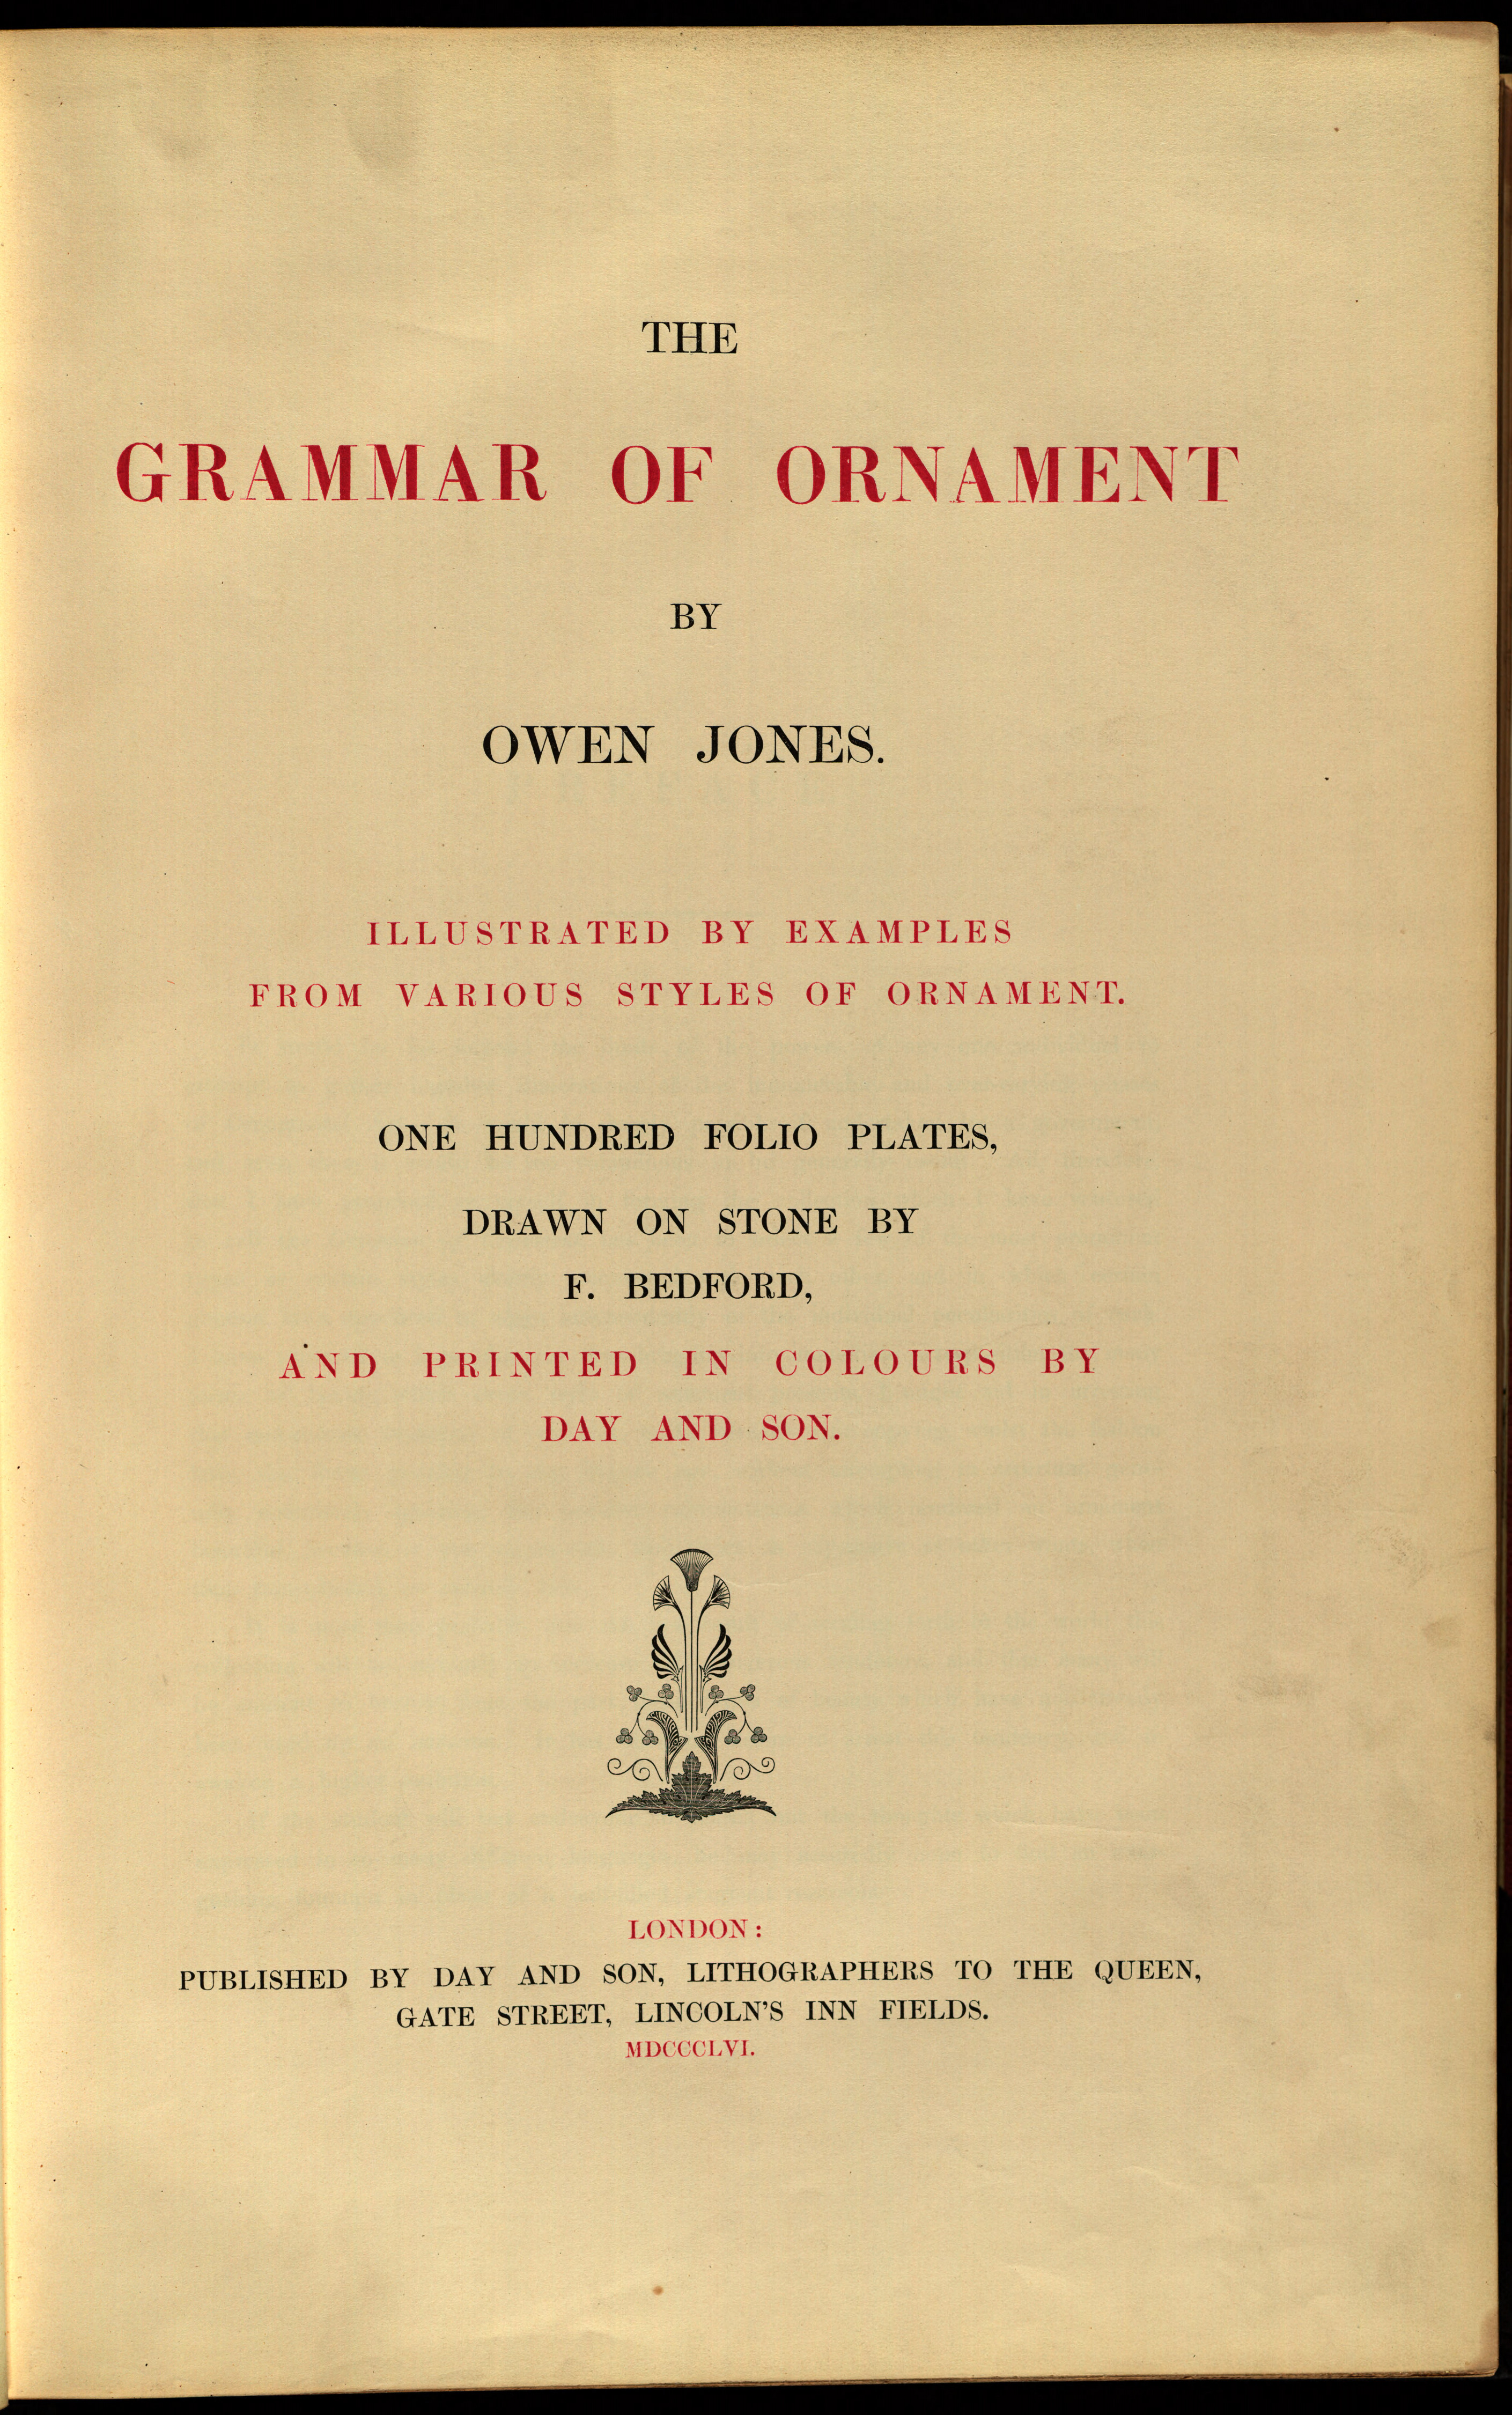 THE
GRAMMAR OF ORNAMENT
BY
OWEN JONES.
ILLUSTRATED BY EXAMPLES
FROM VARIOUS STYLES OF ORNAMENT.
ONE HUNDRED FOLIO PLATES,
DRAWN ON STONE BY
F. BEDFORD,
AND PRINTED IN COLOURS BY
DAY AND SON.
LONDON:
PUBLISHED BY DAY AND SON, LITHOGRAPHERS TO THE QUEEN,
GATE STREET, LINCOLN'S INN FIELDS.
MDCCCLVI.